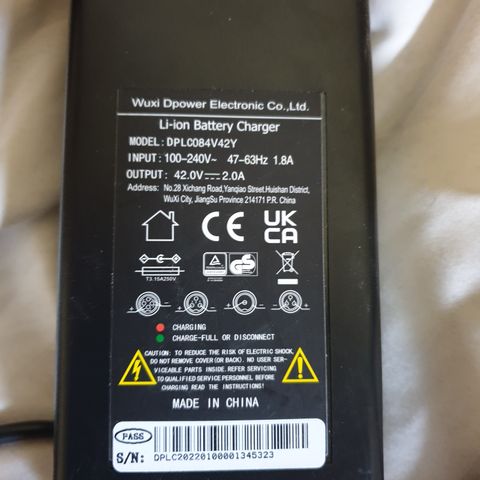 Wuxi Dpower Electronic Co.,Ltd.
Li-ion Battery Charger
MODEL: DPLC084V42Y
INPUT: 100-240V~ 47-63Hz 1.8A
OUTPUT: 42.0V⎓2.0A
Address: No.28 Xichang Road,Yanqiao Street.Huishan District,
WuXi City, JiangSu Province 214171 P.R. China
CE
UK
CA
T3.15A250V
CHARGING
CHARGE-FULL OR DISCONNECT
CAUTION: TO REDUCE THE RISK OF ELECTRIC SHOCK,
DO NOT REMOVE COVER (OR BACK). NO USER SER-
VICEABLE PARTS INSIDE. REFER SERVICING
TO QUALIFIED SERVICE PERSONNEL BEFORE
CHARGING READ THE INSTRUCTIONS!
MADE IN CHINA
PASS
S/N: DPLC20220100001345323